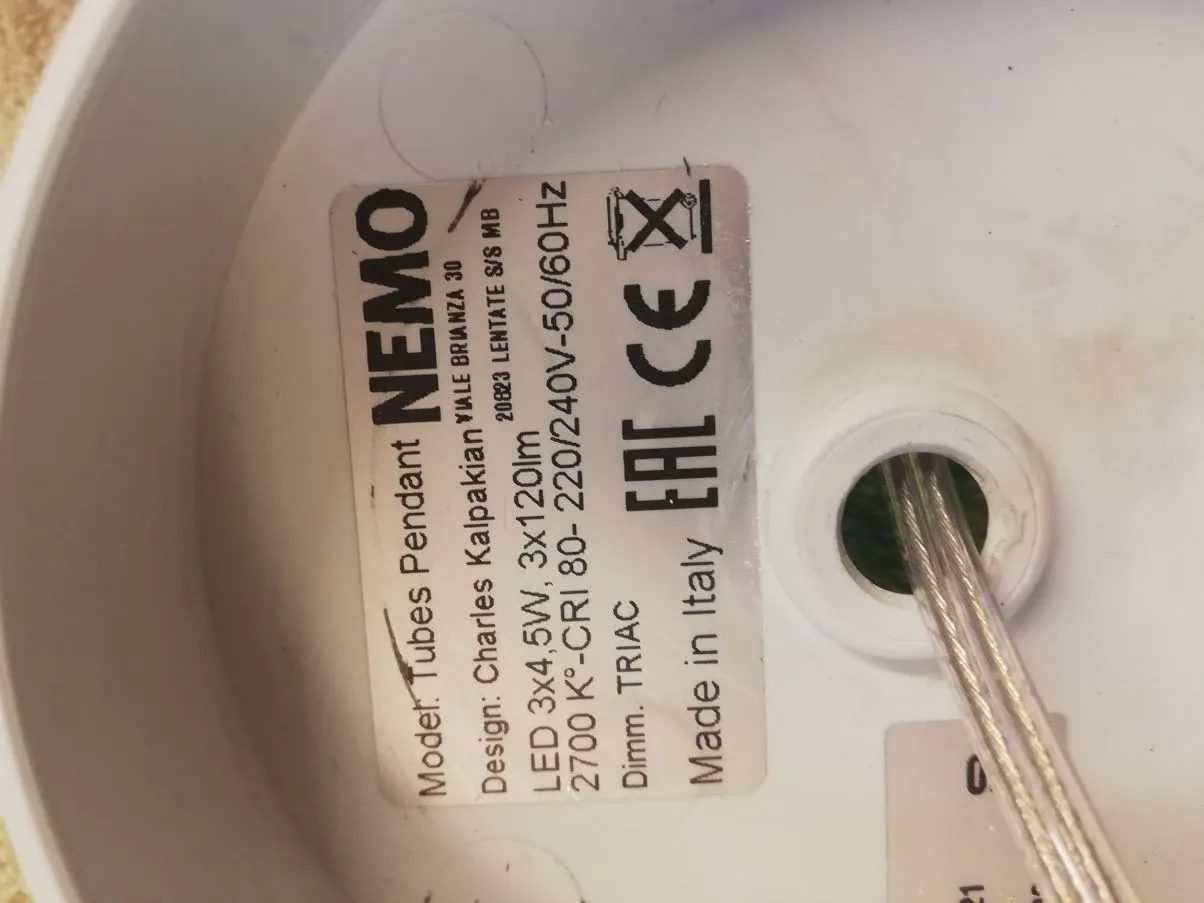 Model: Tubes Pendant NEMO
Design: Charles Kalpakian VIALE BRIANZA 30
20823 LENTATE S/S MB
LED 3x4,5W, 3x120lm
2700 K°-CRI 80- 220/240V-50/60Hz
Dimm. TRIAC
Made in Italy EAC CE
21